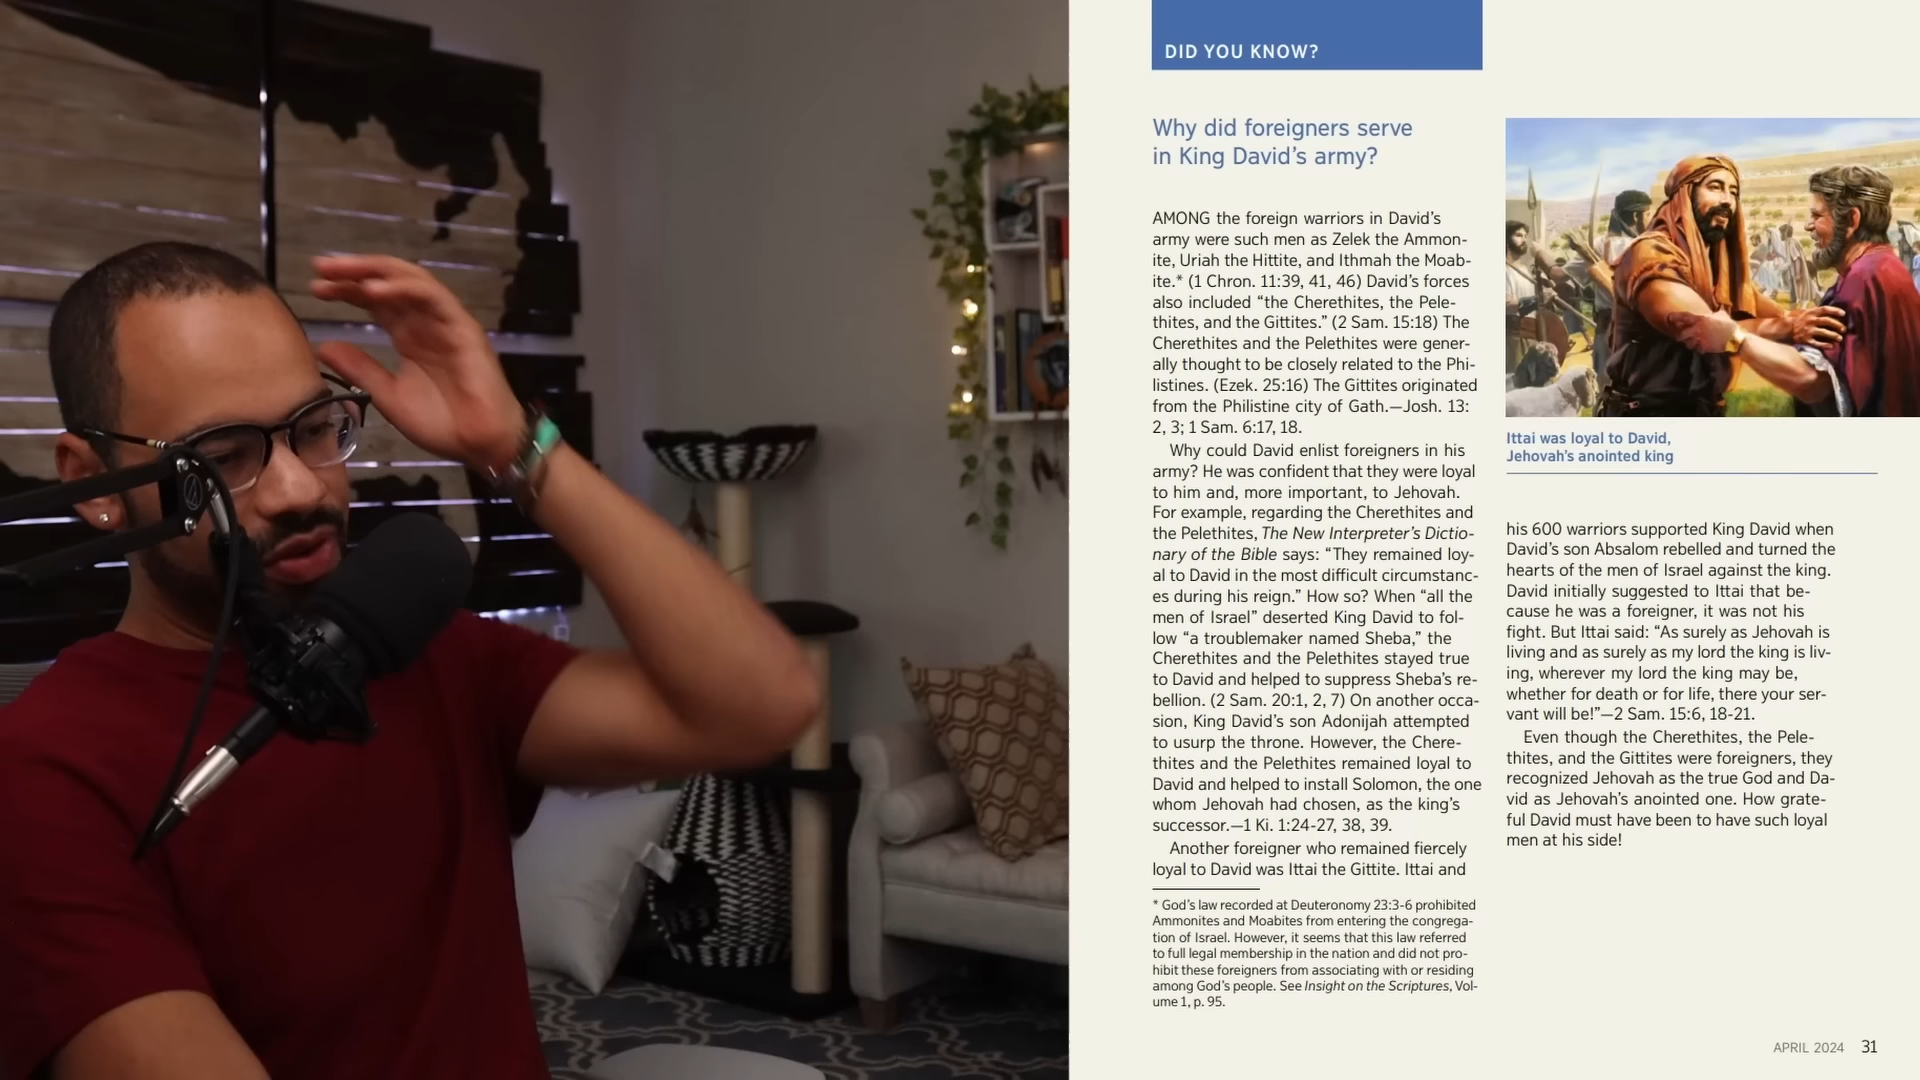 DID YOU KNOW?
Why did foreigners serve
in King David's army?
AMONG the foreign warriors in David's
army were such men as Zelek the Ammon-
ite, Uriah the Hittite, and Ithmah the Moab-
ite.* (1 Chron. 11:39, 41, 46) David's forces
also included “the Cherethites, the Pele-
thites, and the Gittites.” (2 Sam. 15:18) The
Cherethites and the Pelethites were gener-
ally thought to be closely related to the Phi-
listines. (Ezek. 25:16) The Gittites originated
from the Philistine city of Gath.—Josh. 13:
2, 3; 1 Sam. 6:17, 18.
Why could David enlist foreigners in his
army? He was confident that they were loyal
to him and, more important, to Jehovah.
For example, regarding the Cherethites and
the Pelethites, The New Interpreter's Dictio-
nary of the Bible says: “They remained loy-
al to David in the most difficult circumstanc-
es during his reign.” How so? When “all the
men of Israel” deserted King David to fol-
low “a troublemaker named Sheba,” the
Cherethites and the Pelethites stayed true
to David and helped to suppress Sheba's re-
bellion. (2 Sam. 20:1, 2, 7) On another occa-
sion, King David's son Adonijah attempted
to usurp the throne. However, the Chere-
thites and the Pelethites remained loyal to
David and helped to install Solomon, the one
whom Jehovah had chosen, as the king's
successor.—1 Ki. 1:24-27, 38, 39.
Another foreigner who remained fiercely
loyal to David was Ittai the Gittite. Ittai and
* God's law recorded at Deuteronomy 23:3-6 prohibited
Ammonites and Moabites from entering the congrega-
tion of Israel. However, it seems that this law referred
to full legal membership in the nation and did not pro-
hibit these foreigners from associating with or residing
among God's people. See Insight on the Scriptures, Vol-
ume 1, p. 95.
Ittai was loyal to David,
Jehovah's anointed king
his 600 warriors supported King David when
David's son Absalom rebelled and turned the
hearts of the men of Israel against the king.
David initially suggested to Ittai that be-
cause he was a foreigner, it was not his
fight. But Ittai said: “As surely as Jehovah is
living and as surely as my lord the king is liv-
ing, wherever my lord the king may be,
whether for death or for life, there your ser-
vant will be!”—2 Sam. 15:6, 18-21.
Even though the Cherethites, the Pele-
thites, and the Gittites were foreigners, they
recognized Jehovah as the true God and Da-
vid as Jehovah's anointed one. How grate-
ful David must have been to have such loyal
men at his side!
APRIL 2024 31